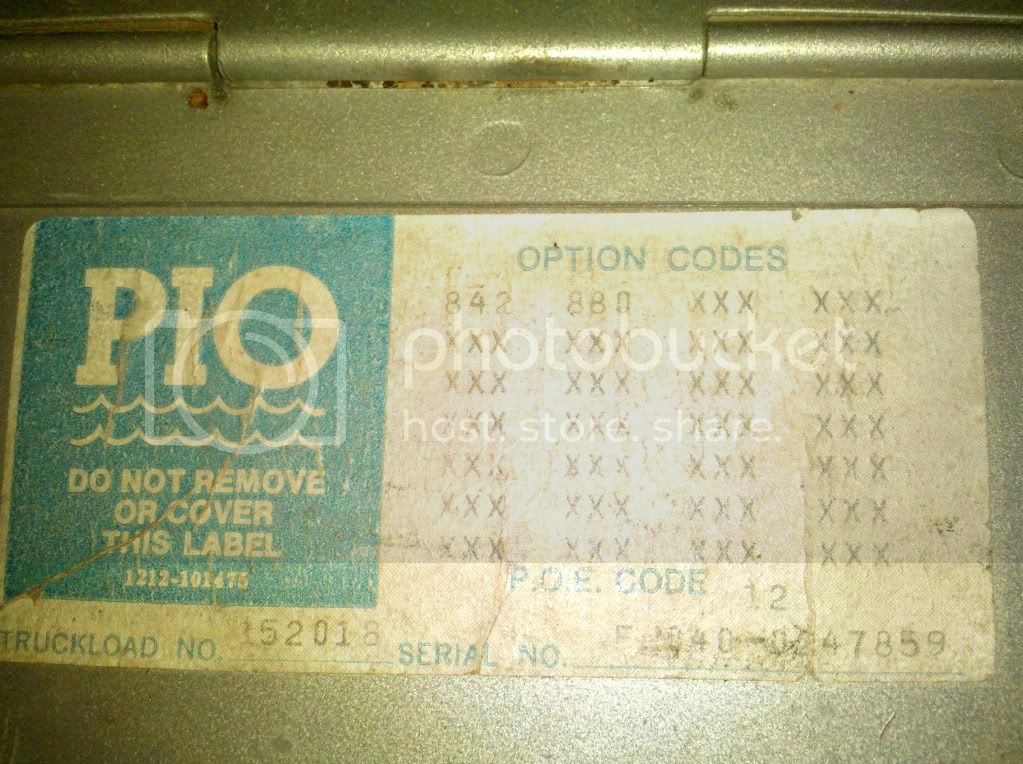 PIO
DO NOT REMOVE
OR COVER
THIS LABEL
1212-101475
OPTION CODES
842 880 XXX XXX
XXX XXX XXX XXX
XXX XXX XXX XXX
XXX XXX XXX XXX
XXX XXX XXX XXX
XXX XXX XXX XXX
XXX XXX XXX XXX
P.O.E. CODE 12
TRUCKLOAD NO. SERIAL NO.
photobucket
host. store. share.